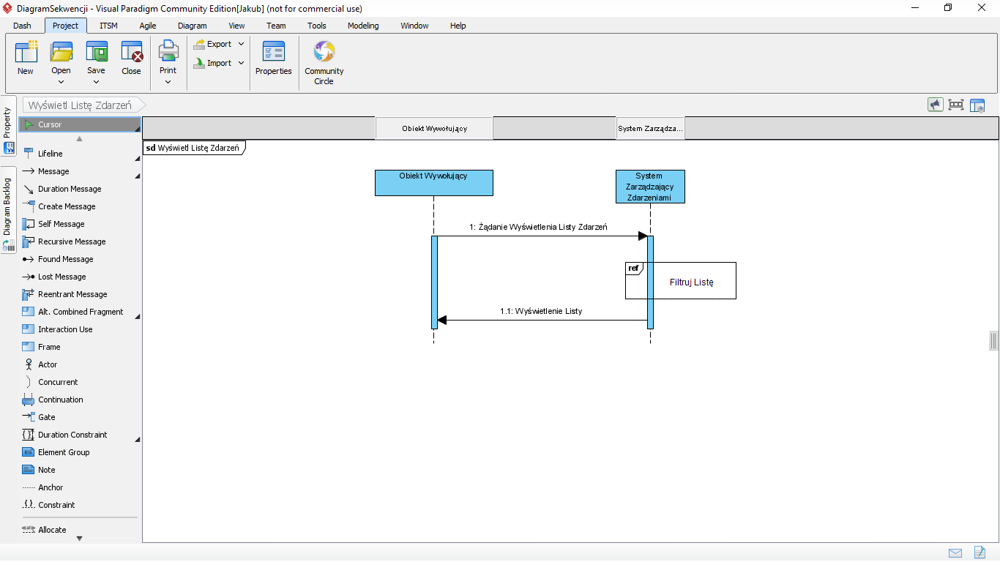 DiagramSekwencji - Visual Paradigm Community Edition[Jakub] (not for commercial use)
Dash Project ITSM Agile Diagram View Team Tools Modeling Window Help
New Open Save Close Print Export Import Properties Community Circle
Wyświetl Listę Zdarzeń
Property
Diagram Backlog
Cursor
Lifeline
Message
Duration Message
Create Message
Self Message
Recursive Message
Found Message
Lost Message
Reentrant Message
Alt. Combined Fragment
Interaction Use
Frame
Actor
Concurrent
Continuation
Gate
Duration Constraint
EG Element Group
Note
Anchor
Constraint
Allocate
Obiekt Wywołujący
System Zarządza...
sd Wyświetl Listę Zdarzeń
Obiekt Wywołujący
System
Zarządzający
Zdarzeniami
1: Żądanie Wyświetlenia Listy Zdarzeń
ref
Filtruj Listę
1.1: Wyświetlenie Listy